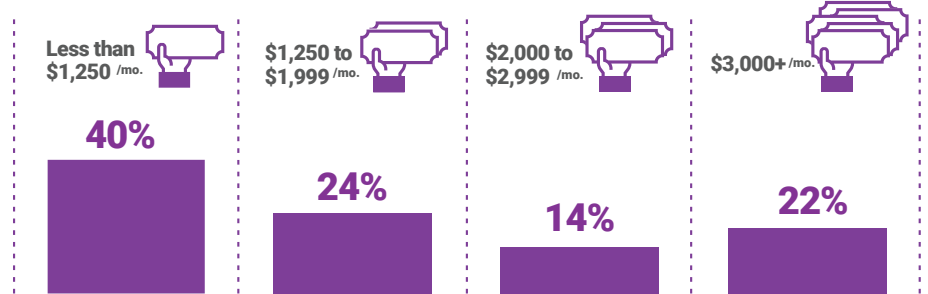 Less than
$1,250 /mo.
40%
$1,250 to
$1,999 /mo.
24%
$2,000 to
$2,999 /mo.
14%
$3,000+ /mo.
22%